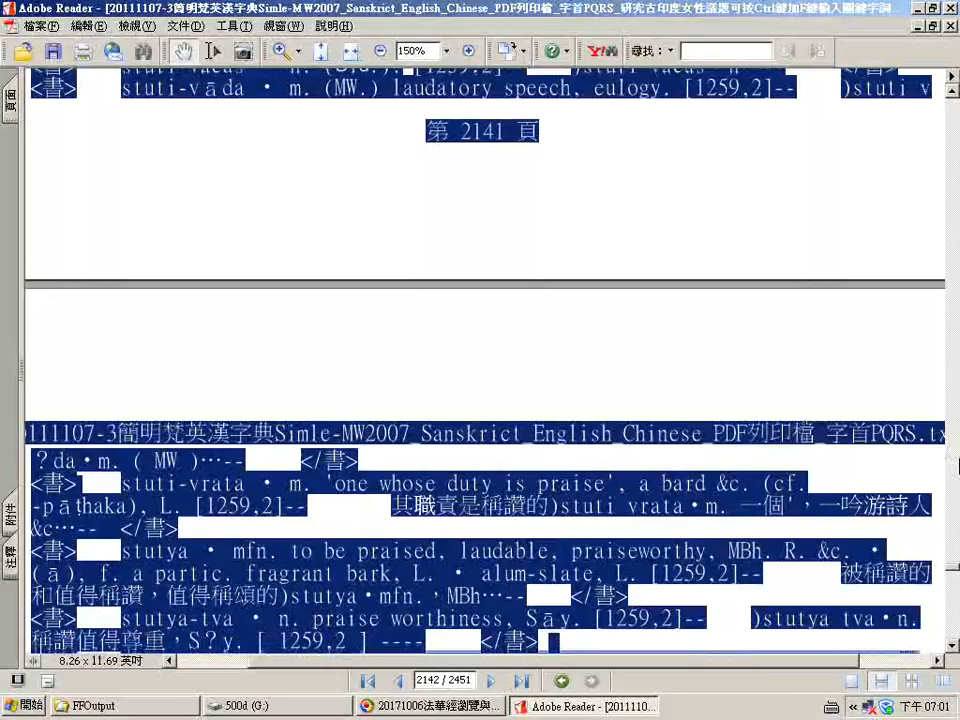 Adobe Reader - [20111107-3簡明梵英漢字典Simle-MW2007_Sanskrict_English_Chinese_PDF列印檔_字首PQRS_研究古印度女性議題可按Ctrl鍵加F鍵輸入關鍵字詞...
檔案(F) 編輯(E) 檢視(V) 文件(D) 工具(T) 視窗(W) 說明(H)
150% 尋找:
頁面
<書> stuti-vāda ‧ m. (MW.) laudatory speech, eulogy. [1259,2]-- )stuti v
第 2141 頁
111107-3簡明梵英漢字典Simle-MW2007_Sanskrict_English_Chinese_PDF列印檔_字首PQRS.tx
?da‧m. ( MW )…-- </書>
<書> stuti-vrata ‧ m. 'one whose duty is praise', a bard &c. (cf.
-pāṭhaka), L. [1259,2]-- 其職責是稱讚的)stuti vrata‧m. 一個'，一吟游詩人
&c…-- </書>
<書> stutya ‧ mfn. to be praised, laudable, praiseworthy, MBh. R. &c. ‧
(ā), f. a partic. fragrant bark, L. ‧ alum-slate, L. [1259,2]-- 被稱讚的
和值得稱讚，值得稱頌的)stutya‧mfn.，MBh…-- </書>
<書> stutya-tva ‧ n. praise worthiness, Sāy. [1259,2]-- )stutya tva‧n.
稱讚值得尊重，S?y. [ 1259,2 ] ---- </書>
附件
注釋
8.26 x 11.69 英吋
2142 / 2451
開始 FFOutput 500d (G:) 20171006法華經瀏覽與... Adobe Reader - [2011110... 下午 07:01